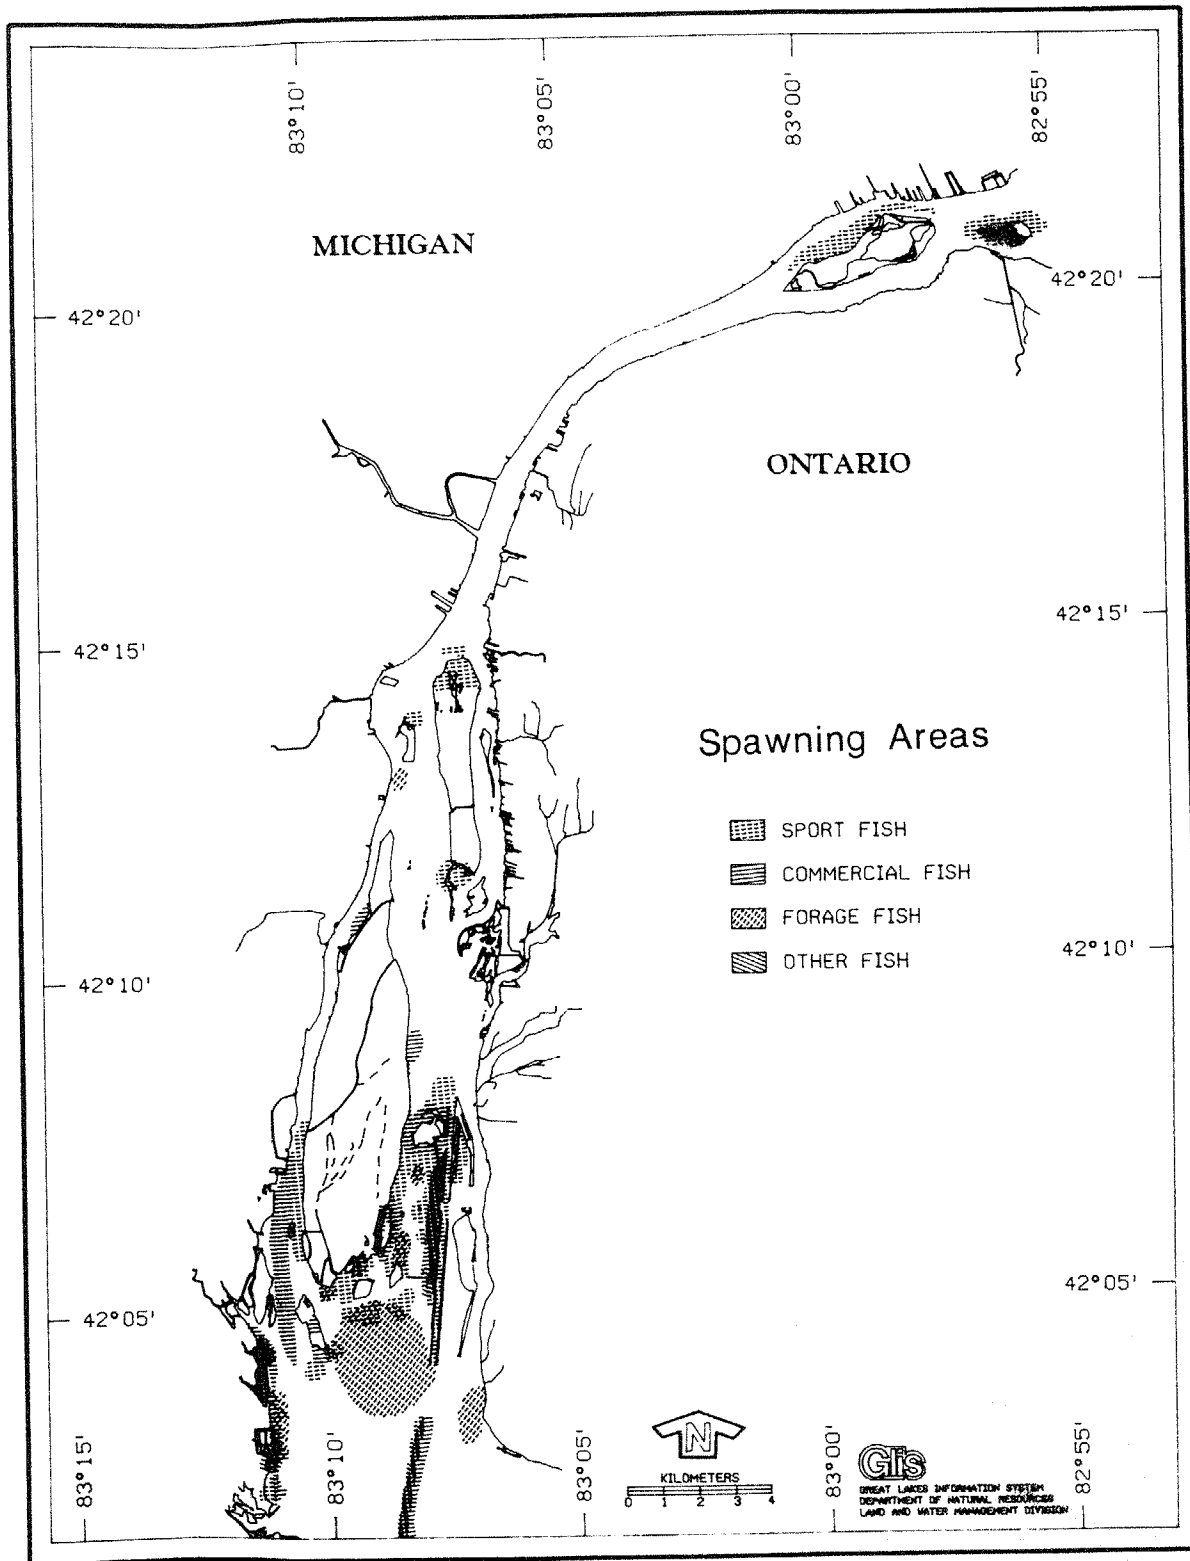 83°10'
83°05'
83°00'
82°55'
MICHIGAN
42°20'
42°20'
ONTARIO
42°15'
42°15'
Spawning Areas
SPORT FISH
COMMERCIAL FISH
FORAGE FISH
OTHER FISH
42°10'
42°10'
42°05'
42°05'
83°15'
83°10'
83°05'
83°00'
82°55'
N
KILOMETERS
0 1 2 3 4
Glis
GREAT LAKES INFORMATION SYSTEM
DEPARTMENT OF NATURAL RESOURCES
LAND AND WATER MANAGEMENT DIVISION